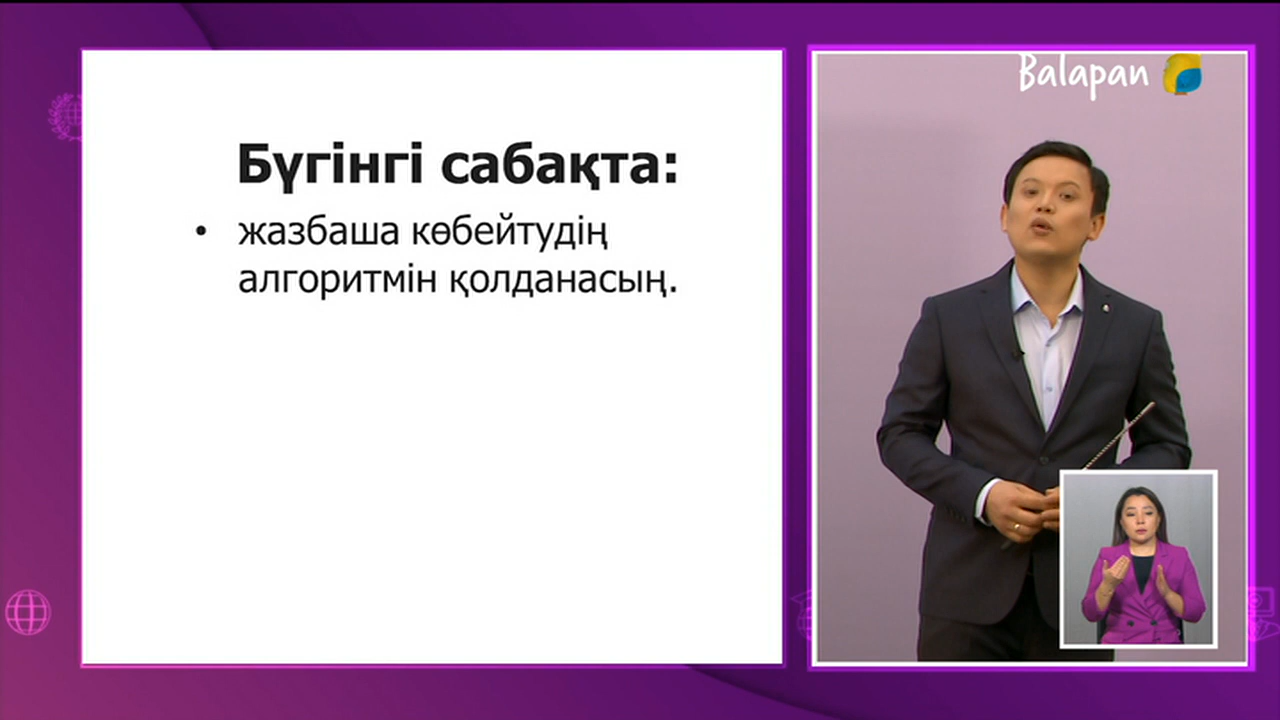 Balapan
Бүгінгі сабақта:
• жазбаша көбейтудің
алгоритмін қолданасың.